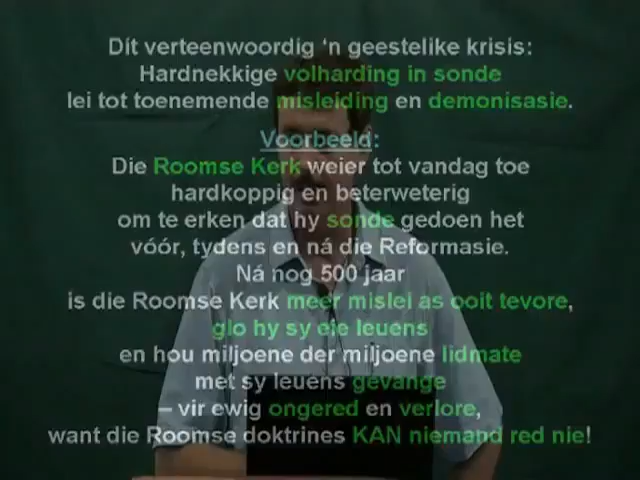 Dít verteenwoordig ‘n geestelike krisis:
Hardnekkige volharding in sonde
lei tot toenemende misleiding en demonisasie.
Voorbeeld:
Die Roomse Kerk weier tot vandag toe
hardkoppig en beterweterig
om te erken dat hy sonde gedoen het
vóór, tydens en ná die Reformasie.
Ná nog 500 jaar
is die Roomse Kerk meer mislei as ooit tevore,
glo hy sy eie leuens
en hou miljoene der miljoene lidmate
met sy leuens gevange
– vir ewig ongered en verlore,
want die Roomse doktrines KAN niemand red nie!